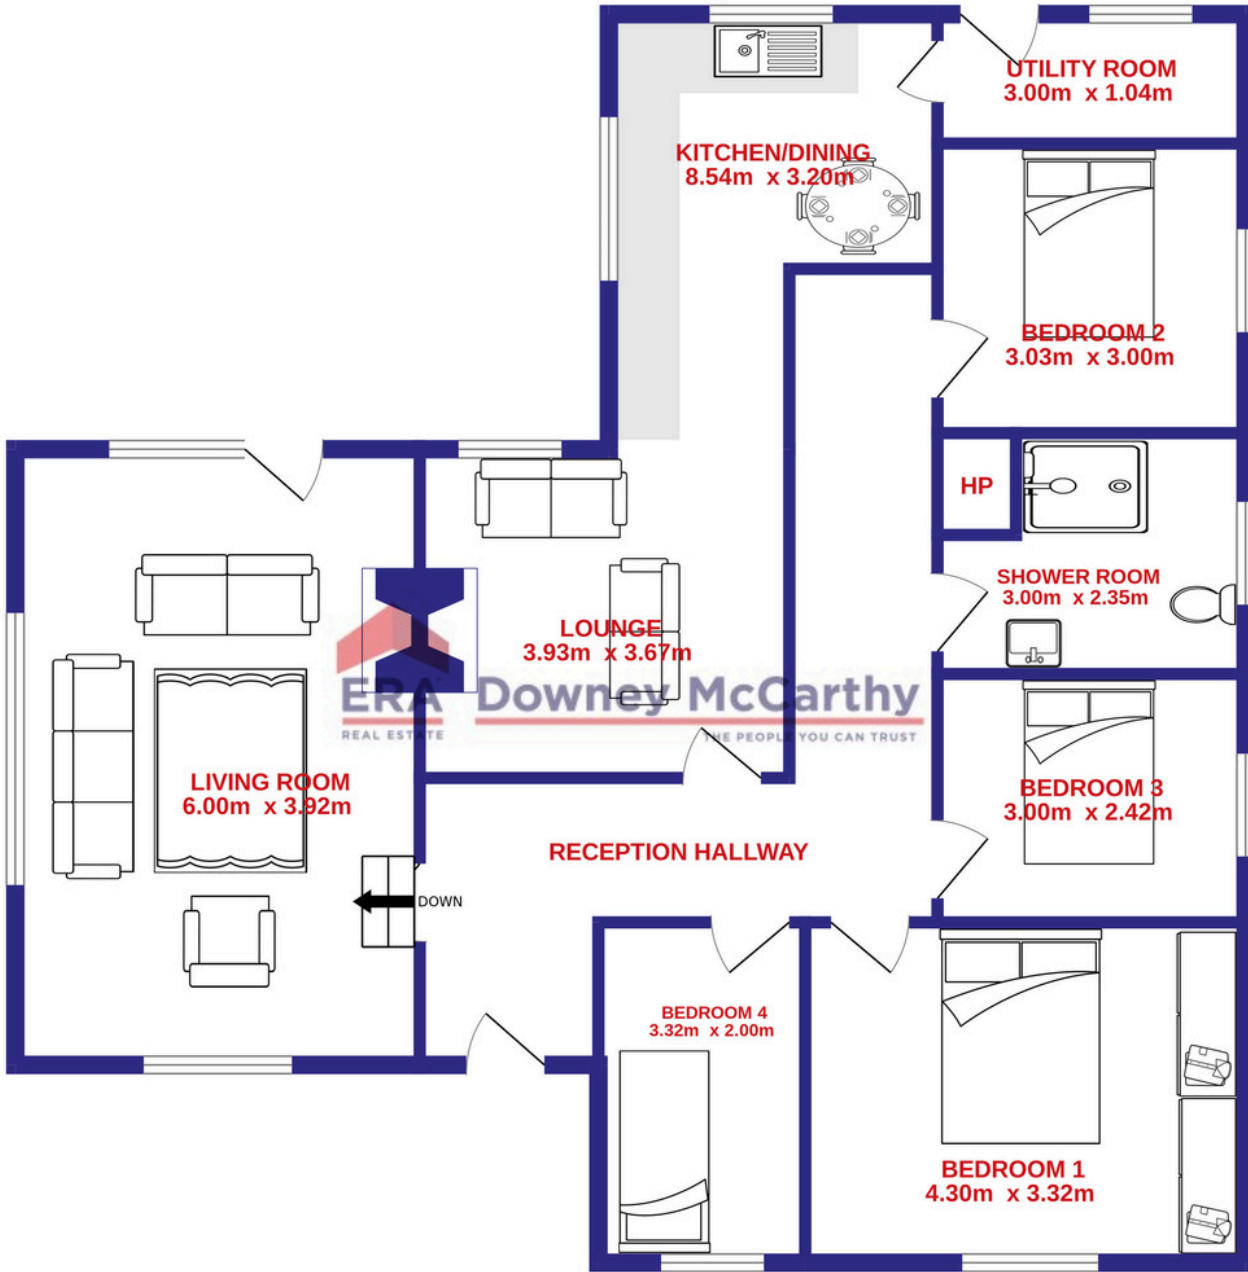 UTILITY ROOM
3.00m x 1.04m
KITCHEN/DINING
8.54m x 3.20m
BEDROOM 2
3.03m x 3.00m
HP
SHOWER ROOM
3.00m x 2.35m
LOUNGE
3.93m x 3.67m
ERA Downey McCarthy
REAL ESTATE
THE PEOPLE YOU CAN TRUST
LIVING ROOM
6.00m x 3.92m
BEDROOM 3
3.00m x 2.42m
RECEPTION HALLWAY
DOWN
BEDROOM 4
3.32m x 2.00m
BEDROOM 1
4.30m x 3.32m